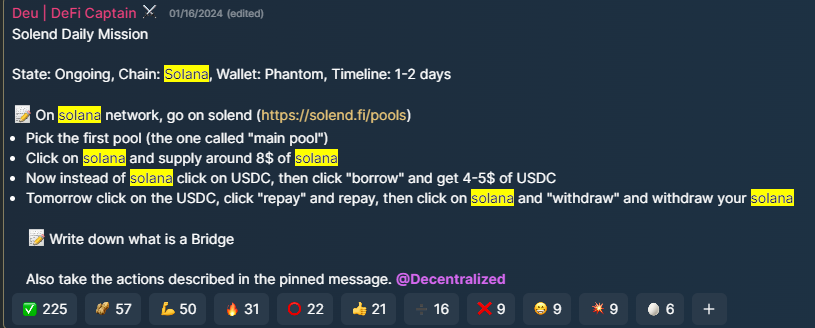 Deu | DeFi Captain 01/16/2024 (edited)
Solend Daily Mission
State: Ongoing, Chain: Solana, Wallet: Phantom, Timeline: 1-2 days
📝 On solana network, go on solend (https://solend.fi/pools)
• Pick the first pool (the one called "main pool")
• Click on solana and supply around 8$ of solana
• Now instead of solana click on USDC, then click "borrow" and get 4-5$ of USDC
• Tomorrow click on the USDC, click "repay" and repay, then click on solana and "withdraw" and withdraw your solana
📝 Write down what is a Bridge
Also take the actions described in the pinned message. @Decentralized
225 57 50 31 22 21 16 9 9 9 6 +